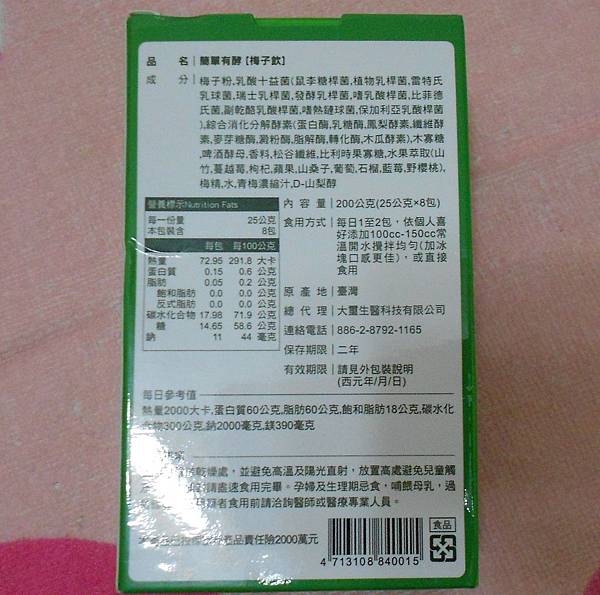 品名 簡單有酵【梅子飲】
成分 梅子粉,乳酸十益菌(鼠李糖桿菌,植物乳桿菌,雷特氏
乳球菌,瑞士乳桿菌,發酵乳桿菌,嗜乳酸桿菌,比菲德
氏菌,副乾酪乳酸桿菌,嗜熱鏈球菌,保加利亞乳酸桿菌
),綜合消化分解酵素(蛋白酶,乳糖酶,鳳梨酵素,纖維酵
素,麥芽糖酶,澱粉酶,脂解酶,轉化酶,木瓜酵素),木寡糖
,啤酒酵母,香料,松谷纖維,比利時果寡糖,水果萃取(山
竹,蔓越莓,枸杞,蘋果,山桑子,葡萄,石榴,藍莓,野櫻桃),
梅精,水,青梅濃縮汁,D-山梨醇
營養標示Nutrition Fats
每一份量 25公克
本包裝含 8包
每包 每100公克
熱量 72.95 291.8 大卡
蛋白質 0.15 0.6 公克
脂肪 0.05 0.2 公克
飽和脂肪 0.0 0.0 公克
反式脂肪 0.0 0.0 公克
碳水化合物 17.98 71.9 公克
糖 14.65 58.6 公克
鈉 11 44 毫克
內容量 200公克(25公克×8包)
食用方式 每日1至2包，依個人喜
好添加100cc-150cc常
溫開水攪拌均勻(加冰
塊口感更佳)，或直接
食用
原產地 臺灣
總代理 大璽生醫科技有限公司
連絡電話 886-2-8792-1165
保存期限 二年
有效期限 請見外包裝說明
(西元年/月/日)
每日參考值
熱量2000大卡,蛋白質60公克,脂肪60公克,飽和脂肪18公克,碳水化
合物300公克,鈉2000毫克,鎂390毫克
乾燥處，並避免高溫及陽光直射，放置高處避免兒童觸
請盡速食用完畢。孕婦及生理期忌食，哺餵母乳，過
者食用前請洽詢醫師或醫療專業人員。
品責任險2000萬元
食品
4 713108 840015